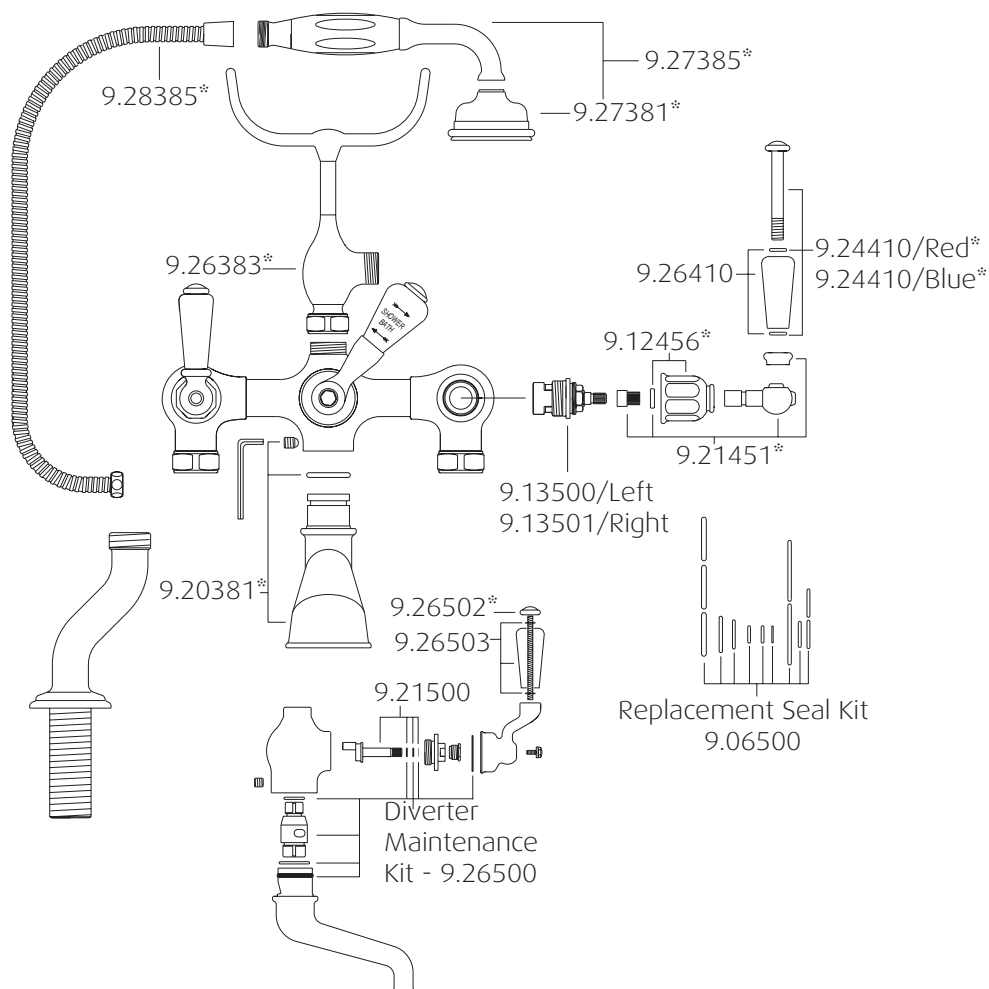 9.27385*
9.28385*
9.27381*
9.24410/Red*
9.26383*
9.26410
9.24410/Blue*
SHOWER
BATH
9.12456*
9.21451*
9.13500/Left
9.13501/Right
9.20381*
9.26502*
9.26503
9.21500
Replacement Seal Kit
9.06500
Diverter
Maintenance
Kit - 9.26500